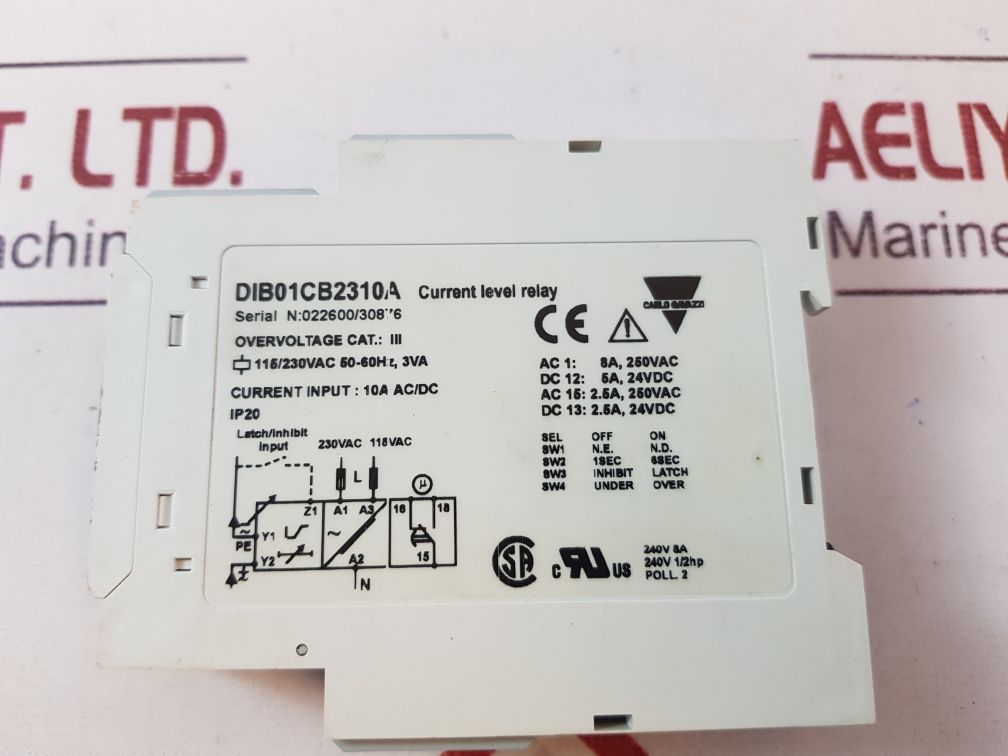 T. LTD.
achin
AELIY
Marine
DIB01CB2310A Current level relay
CARLO GAVAZZI
Serial N:022600/308
OVERVOLTAGE CAT.: III
CE
115/230VAC 50-60Hz, 3VA
CURRENT INPUT : 10A AC/DC
IP20
AC 1: 8A, 250VAC
DC 12: 5A, 24VDC
AC 15: 2.5A, 250VAC
DC 13: 2.5A, 24VDC
SEL OFF ON
SW1 N.E. N.D.
SW2 1SEC 6SEC
SW3 INHIBIT LATCH
SW4 UNDER OVER
Latch/Inhibit
input
230VAC 115VAC
L
μ
Z1 A1 A3 16 18
PE Y1
Y2 A2 15
N
SA
c RU US
240V 8A
240V 1/2hp
POLL. 2